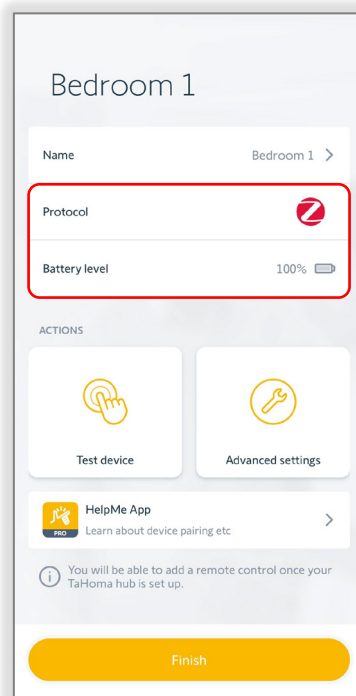 Bedroom 1
Name Bedroom 1
Protocol
Battery level 100%
ACTIONS
Test device Advanced settings
HelpMe App
PRO Learn about device pairing etc
You will be able to add a remote control once your
TaHoma hub is set up.
Finish